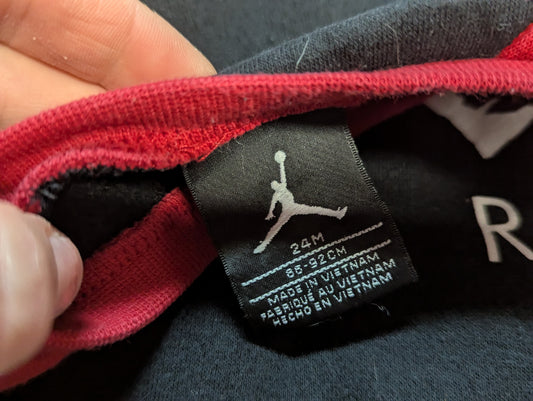 24M
85-92CM
MADE IN VIETNAM
FABRIQUÉ AU VIETNAM
HECHO EN VIETNAM
R